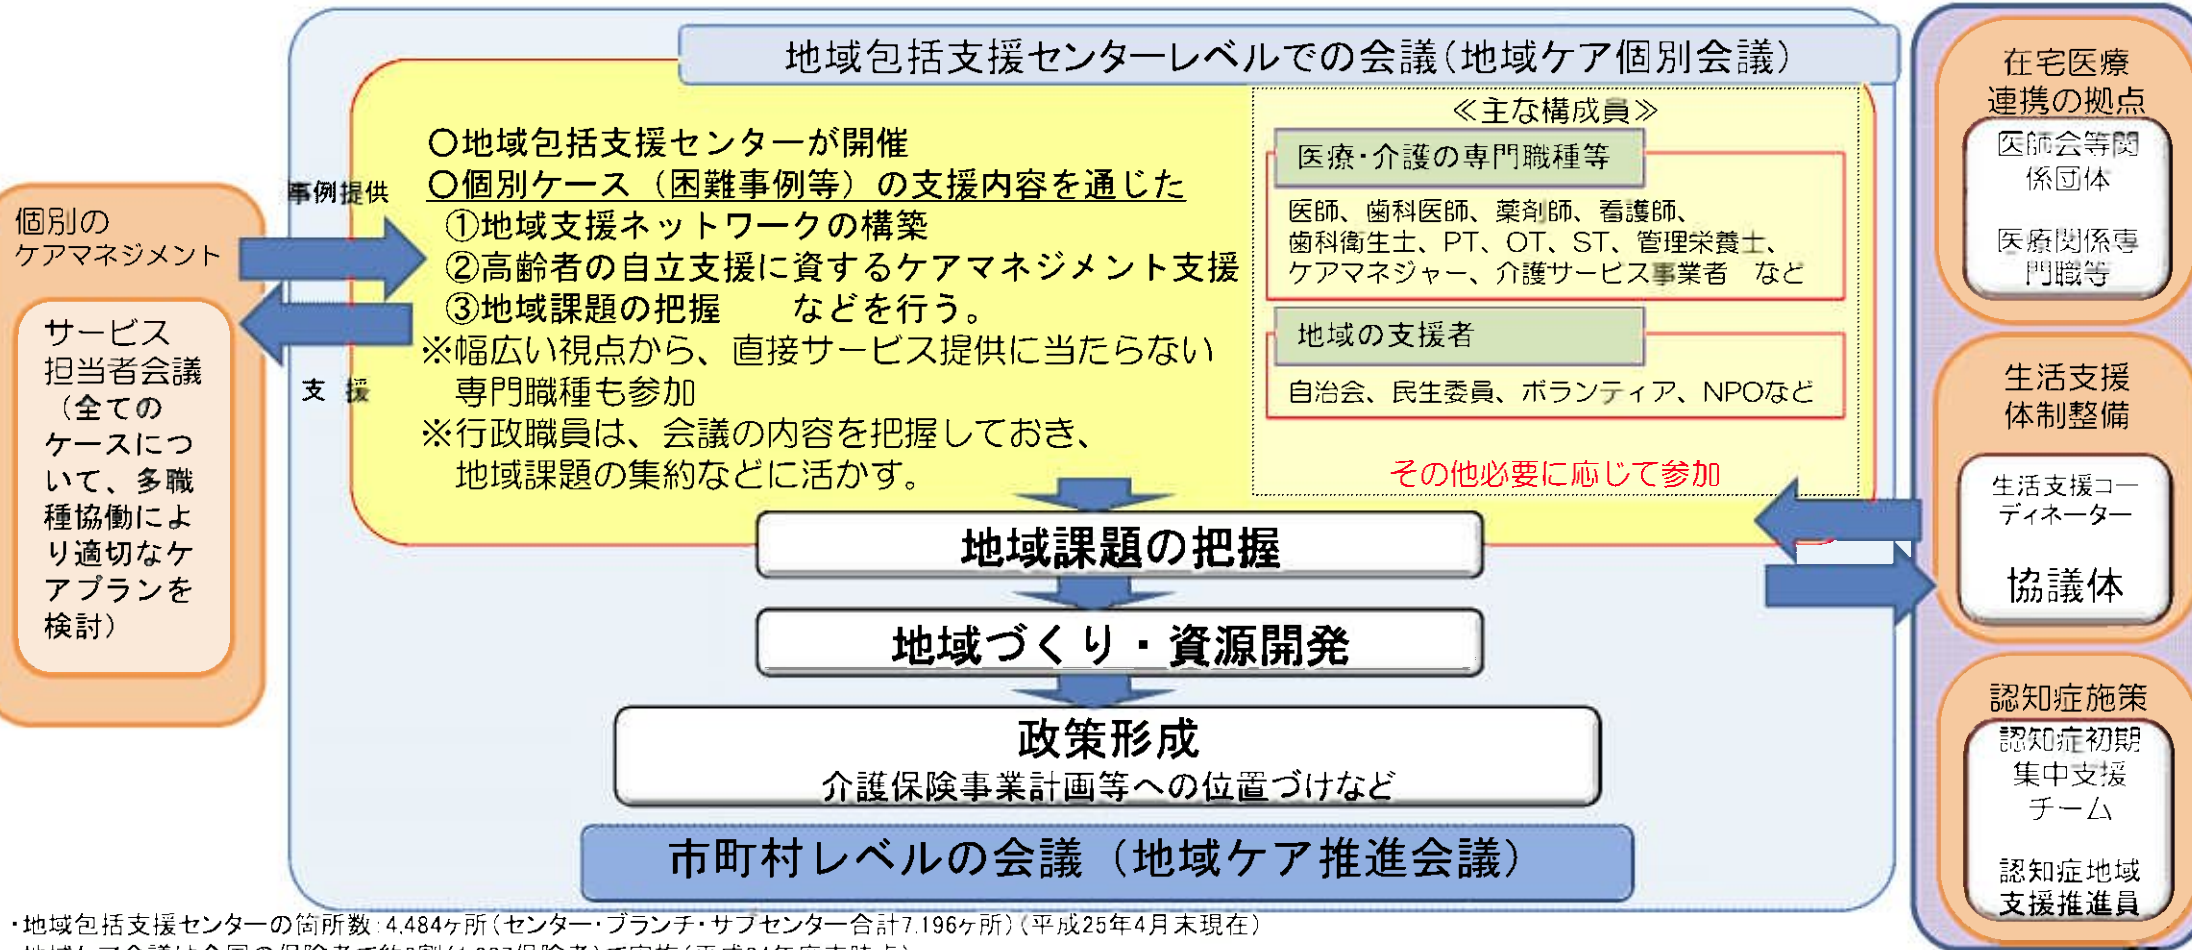 地域包括支援センターレベルでの会議(地域ケア個別会議)
〇地域包括支援センターが開催
〇個別ケース（困難事例等）の支援内容を通じた
①地域支援ネットワークの構築
②高齢者の自立支援に資するケアマネジメント支援
③地域課題の把握　　などを行う。
※幅広い視点から、直接サービス提供に当たらない
専門職種も参加
※行政職員は、会議の内容を把握しておき、
地域課題の集約などに活かす。
≪主な構成員≫
医療・介護の専門職種等
医師、歯科医師、薬剤師、看護師、
歯科衛生士、PT、OT、ST、管理栄養士、
ケアマネジャー、介護サービス事業者　など
地域の支援者
自治会、民生委員、ボランティア、NPOなど
その他必要に応じて参加
事例提供
支　援
個別の
ケアマネジメント
サービス
担当者会議
（全ての
ケースにつ
いて、多職
種協働によ
り適切なケ
アプランを
検討）
地域課題の把握
地域づくり・資源開発
政策形成
介護保険事業計画等への位置づけなど
市町村レベルの会議（地域ケア推進会議）
在宅医療
連携の拠点
医師会等関
係団体
医療関係専
門職等
生活支援
体制整備
生活支援コー
ディネーター
協議体
認知症施策
認知症初期
集中支援
チーム
認知症地域
支援推進員
・地域包括支援センターの箇所数：4,484ヶ所(センター・ブランチ・サブセンター合計7,196ヶ所)(平成25年4月末現在)